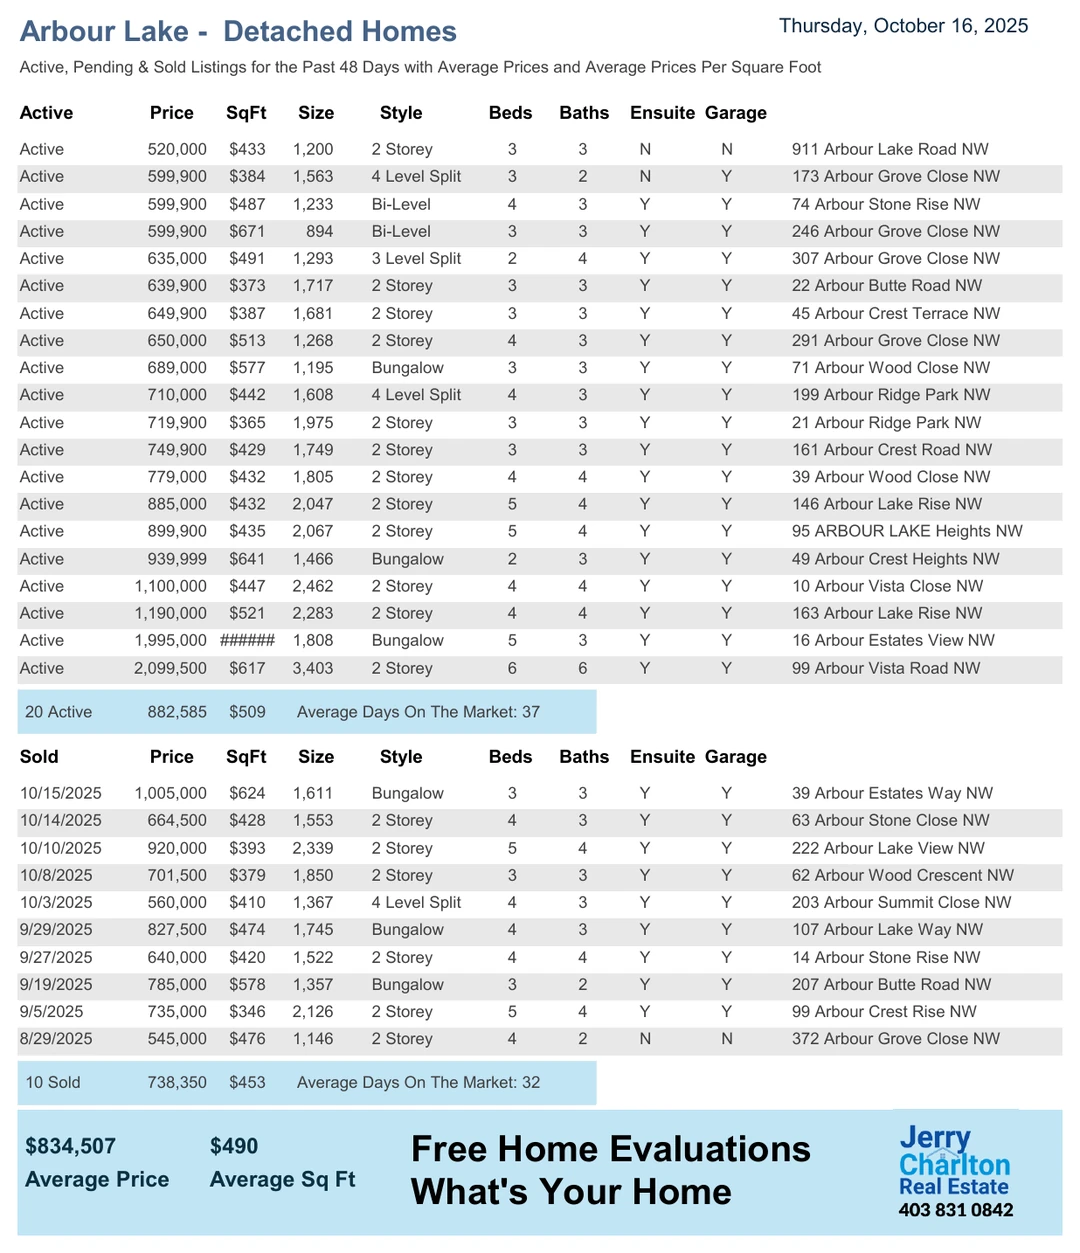 Arbour Lake - Detached Homes
Thursday, October 16, 2025
Active, Pending & Sold Listings for the Past 48 Days with Average Prices and Average Prices Per Square Foot
Active Price SqFt Size Style Beds Baths Ensuite Garage
Active 520,000 $433 1,200 2 Storey 3 3 N N 911 Arbour Lake Road NW
Active 599,900 $384 1,563 4 Level Split 3 2 N Y 173 Arbour Grove Close NW
Active 599,900 $487 1,233 Bi-Level 4 3 Y Y 74 Arbour Stone Rise NW
Active 599,900 $671 894 Bi-Level 3 3 Y Y 246 Arbour Grove Close NW
Active 635,000 $491 1,293 3 Level Split 2 4 Y Y 307 Arbour Grove Close NW
Active 639,900 $373 1,717 2 Storey 3 3 Y Y 22 Arbour Butte Road NW
Active 649,900 $387 1,681 2 Storey 3 3 Y Y 45 Arbour Crest Terrace NW
Active 650,000 $513 1,268 2 Storey 4 3 Y Y 291 Arbour Grove Close NW
Active 689,000 $577 1,195 Bungalow 3 3 Y Y 71 Arbour Wood Close NW
Active 710,000 $442 1,608 4 Level Split 4 3 Y Y 199 Arbour Ridge Park NW
Active 719,900 $365 1,975 2 Storey 3 3 Y Y 21 Arbour Ridge Park NW
Active 749,900 $429 1,749 2 Storey 3 3 Y Y 161 Arbour Crest Road NW
Active 779,000 $432 1,805 2 Storey 4 4 Y Y 39 Arbour Wood Close NW
Active 885,000 $432 2,047 2 Storey 5 4 Y Y 146 Arbour Lake Rise NW
Active 899,900 $435 2,067 2 Storey 5 4 Y Y 95 ARBOUR LAKE Heights NW
Active 939,999 $641 1,466 Bungalow 2 3 Y Y 49 Arbour Crest Heights NW
Active 1,100,000 $447 2,462 2 Storey 4 4 Y Y 10 Arbour Vista Close NW
Active 1,190,000 $521 2,283 2 Storey 4 4 Y Y 163 Arbour Lake Rise NW
Active 1,995,000 ###### 1,808 Bungalow 5 3 Y Y 16 Arbour Estates View NW
Active 2,099,500 $617 3,403 2 Storey 6 6 Y Y 99 Arbour Vista Road NW
20 Active 882,585 $509 Average Days On The Market: 37
Sold Price SqFt Size Style Beds Baths Ensuite Garage
10/15/2025 1,005,000 $624 1,611 Bungalow 3 3 Y Y 39 Arbour Estates Way NW
10/14/2025 664,500 $428 1,553 2 Storey 4 3 Y Y 63 Arbour Stone Close NW
10/10/2025 920,000 $393 2,339 2 Storey 5 4 Y Y 222 Arbour Lake View NW
10/8/2025 701,500 $379 1,850 2 Storey 3 3 Y Y 62 Arbour Wood Crescent NW
10/3/2025 560,000 $410 1,367 4 Level Split 4 3 Y Y 203 Arbour Summit Close NW
9/29/2025 827,500 $474 1,745 Bungalow 4 3 Y Y 107 Arbour Lake Way NW
9/27/2025 640,000 $420 1,522 2 Storey 4 4 Y Y 14 Arbour Stone Rise NW
9/19/2025 785,000 $578 1,357 Bungalow 3 2 Y Y 207 Arbour Butte Road NW
9/5/2025 735,000 $346 2,126 2 Storey 5 4 Y Y 99 Arbour Crest Rise NW
8/29/2025 545,000 $476 1,146 2 Storey 4 2 N N 372 Arbour Grove Close NW
10 Sold 738,350 $453 Average Days On The Market: 32
$834,507 $490
Average Price Average Sq Ft
Free Home Evaluations
What's Your Home
Jerry
Charlton
Real Estate
403 831 0842